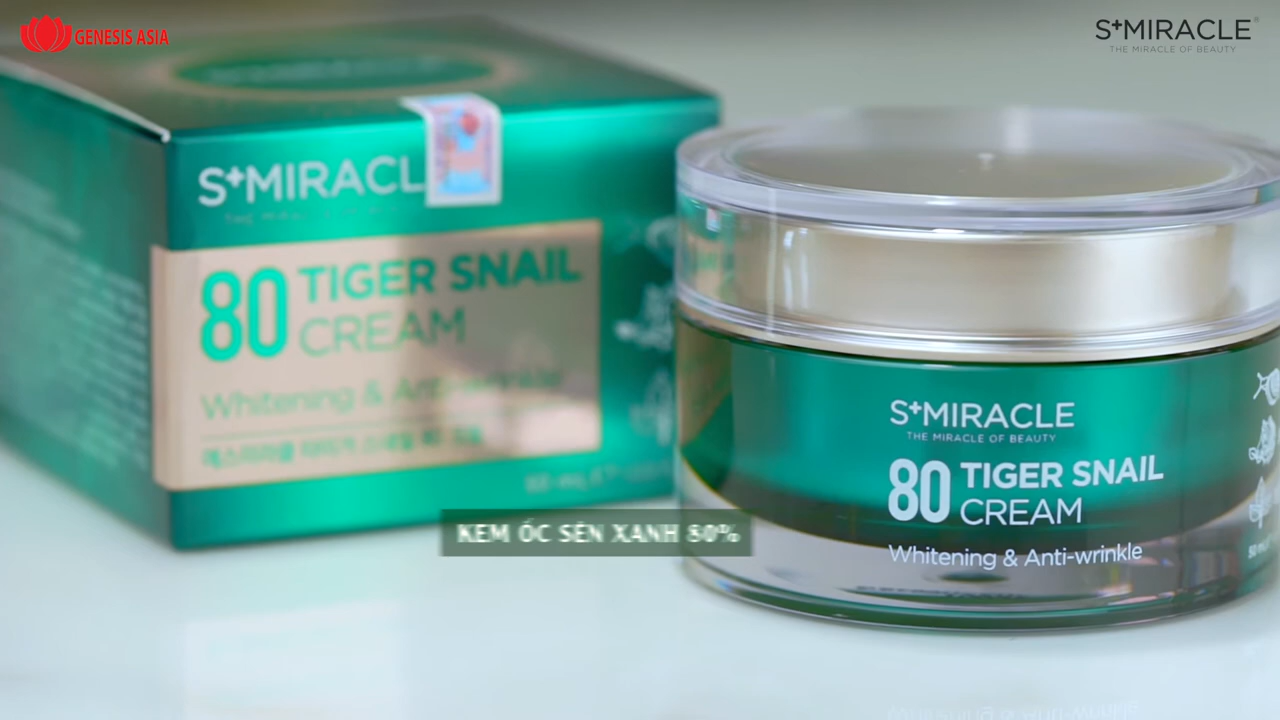 GENESIS ASIA
S+MIRACLE®
THE MIRACLE OF BEAUTY
S+MIRACL
80 TIGER SNAIL
CREAM
Whitening & Anti-wrinkle
S+MIRACLE
THE MIRACLE OF BEAUTY
80 TIGER SNAIL
CREAM
Whitening & Anti-wrinkle
KEM ỐC SÊN XANH 80%